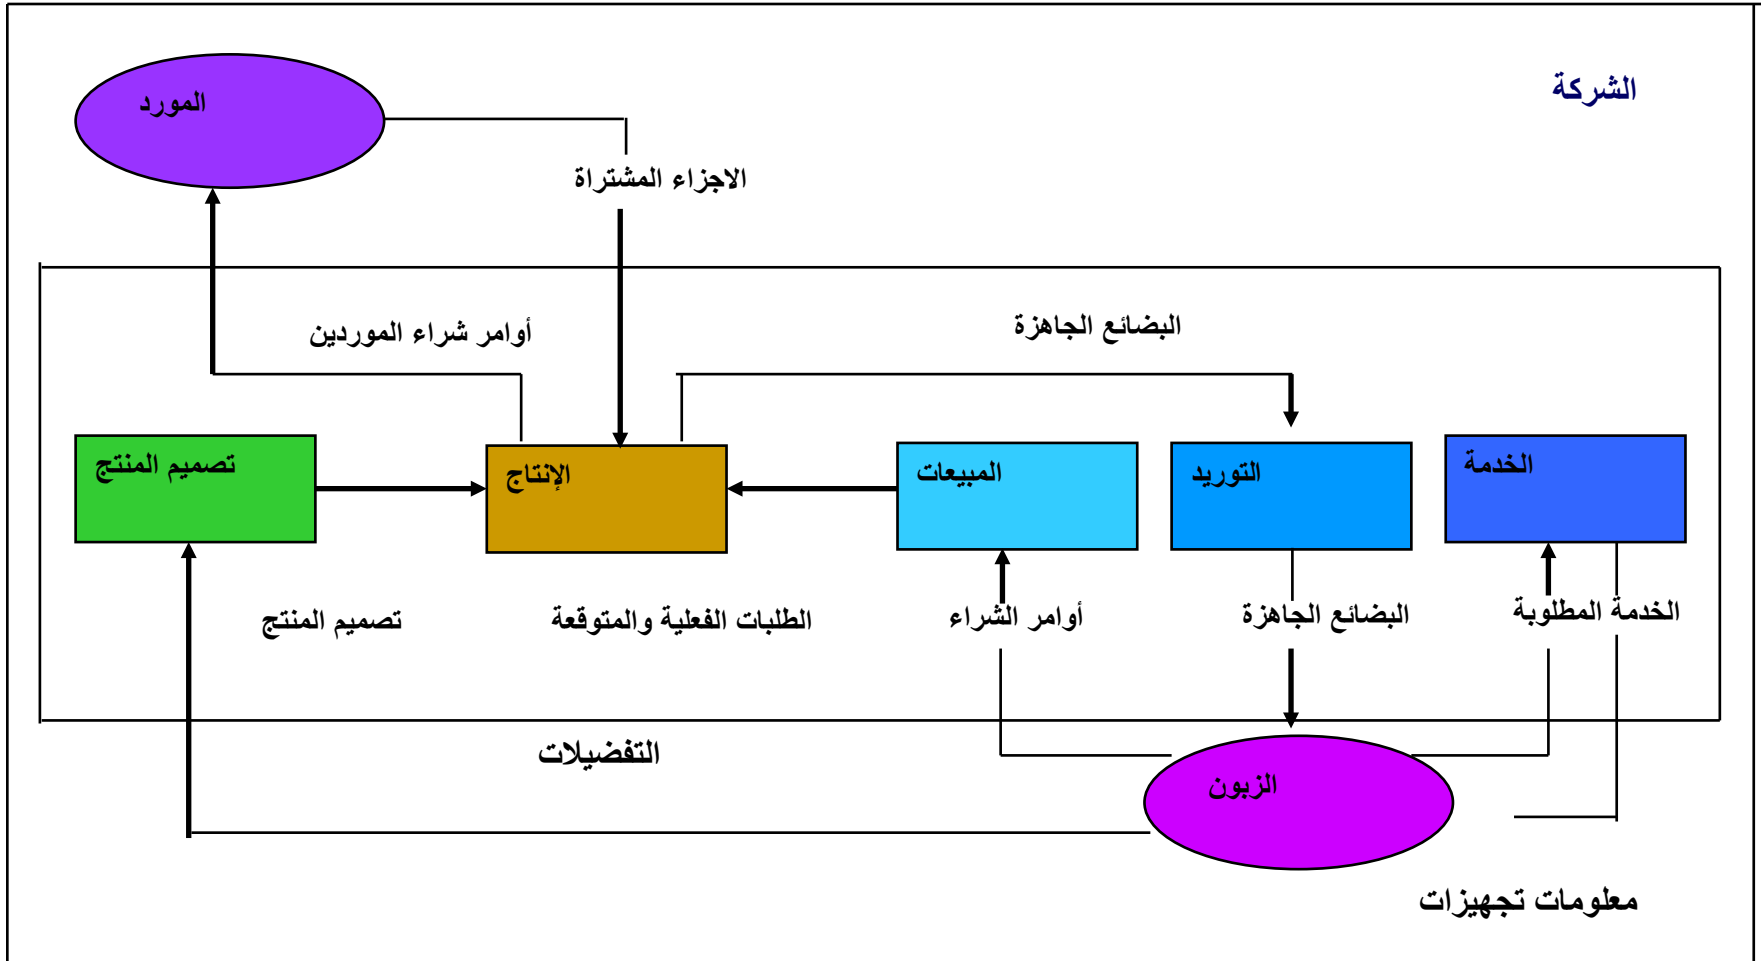 الشركة
المورد
الاجزاء المشتراة
البضائع الجاهزة
أوامر شراء الموردين
الخدمة
التوريد
المبيعات
الإنتاج
تصميم المنتج
الخدمة المطلوبة
البضائع الجاهزة
أوامر الشراء
الطلبات الفعلية والمتوقعة
تصميم المنتج
التفضيلات
الزبون
معلومات تجهيزات